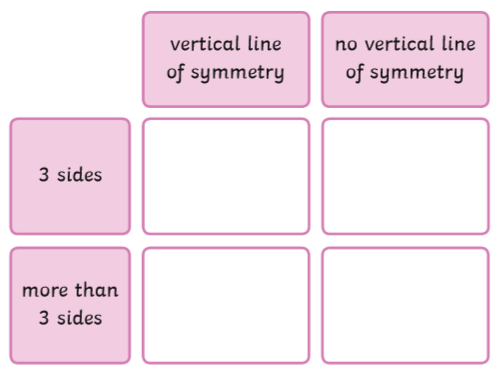 vertical line
of symmetry
no vertical line
of symmetry
3 sides
more than
3 sides